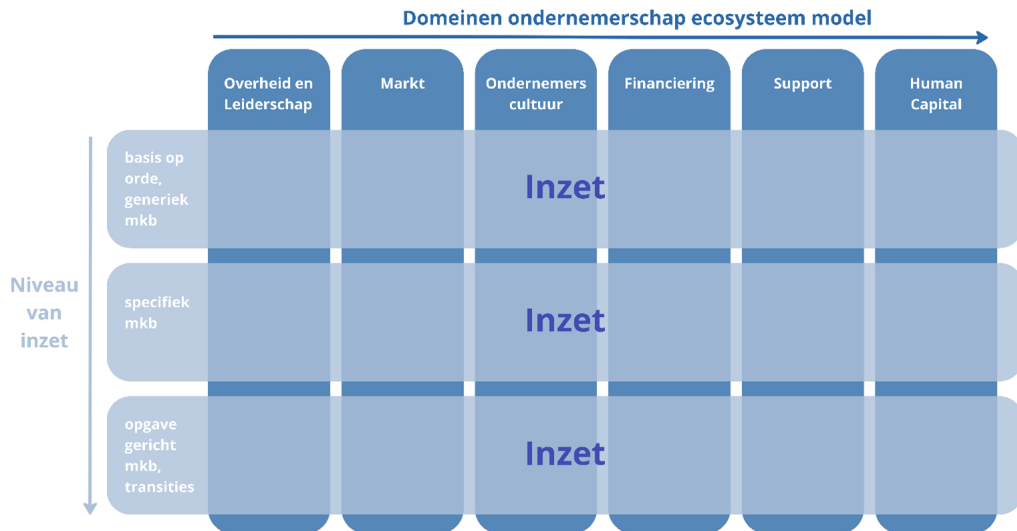 Domeinen ondernemerschap ecosysteem model
Overheid en
Leiderschap
Markt
Ondernemers
cultuur
Financiering
Support
Human
Capital
Niveau
van
inzet
basis op
orde,
generiek
mkb
Inzet
specifiek
mkb
Inzet
opgave
gericht
mkb,
transities
Inzet